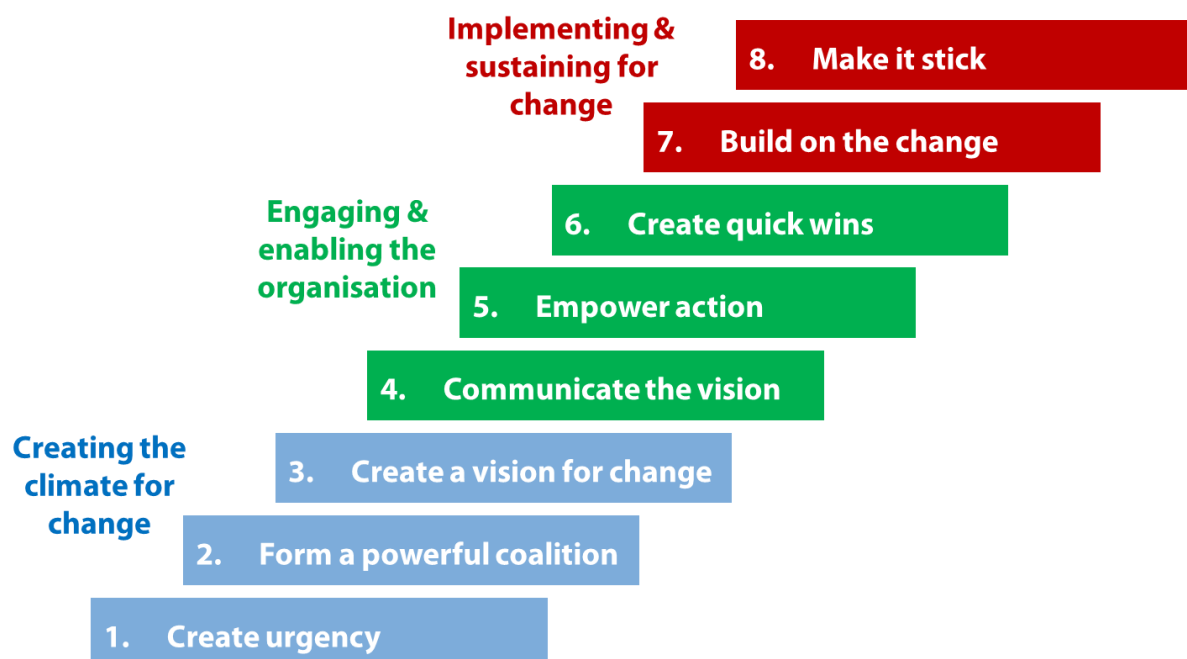 Implementing &
sustaining for
change
8. Make it stick
7. Build on the change
Engaging &
enabling the
organisation
6. Create quick wins
5. Empower action
4. Communicate the vision
Creating the
climate for
change
3. Create a vision for change
2. Form a powerful coalition
1. Create urgency